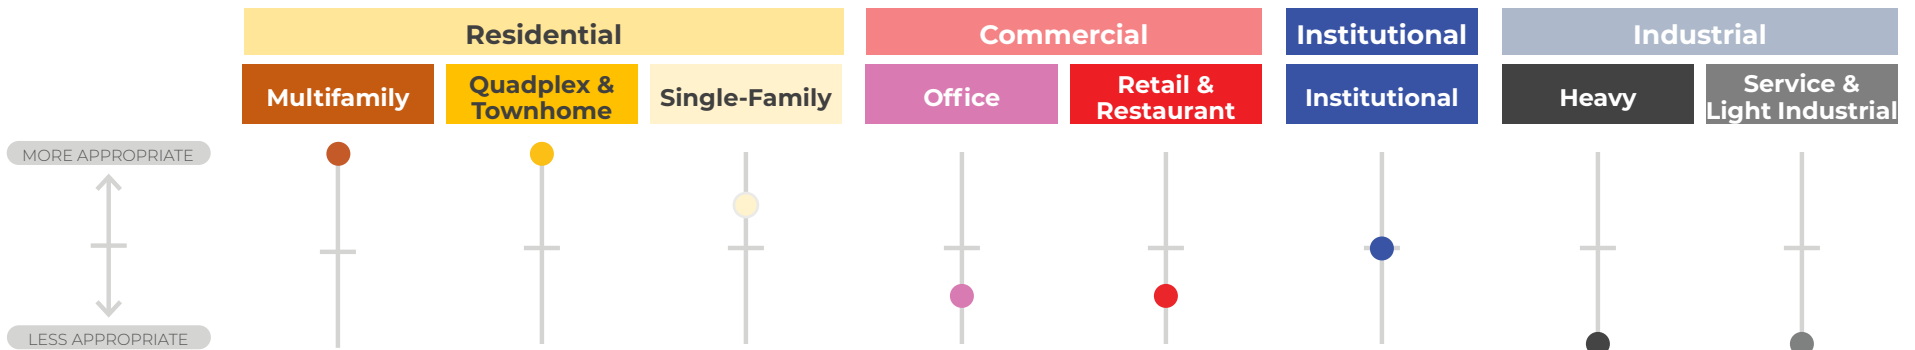 Residential
Commercial
Institutional
Industrial
Multifamily
Quadplex &
Townhome
Single-Family
Office
Retail &
Restaurant
Institutional
Heavy
Service &
Light Industrial
MORE APPROPRIATE
LESS APPROPRIATE